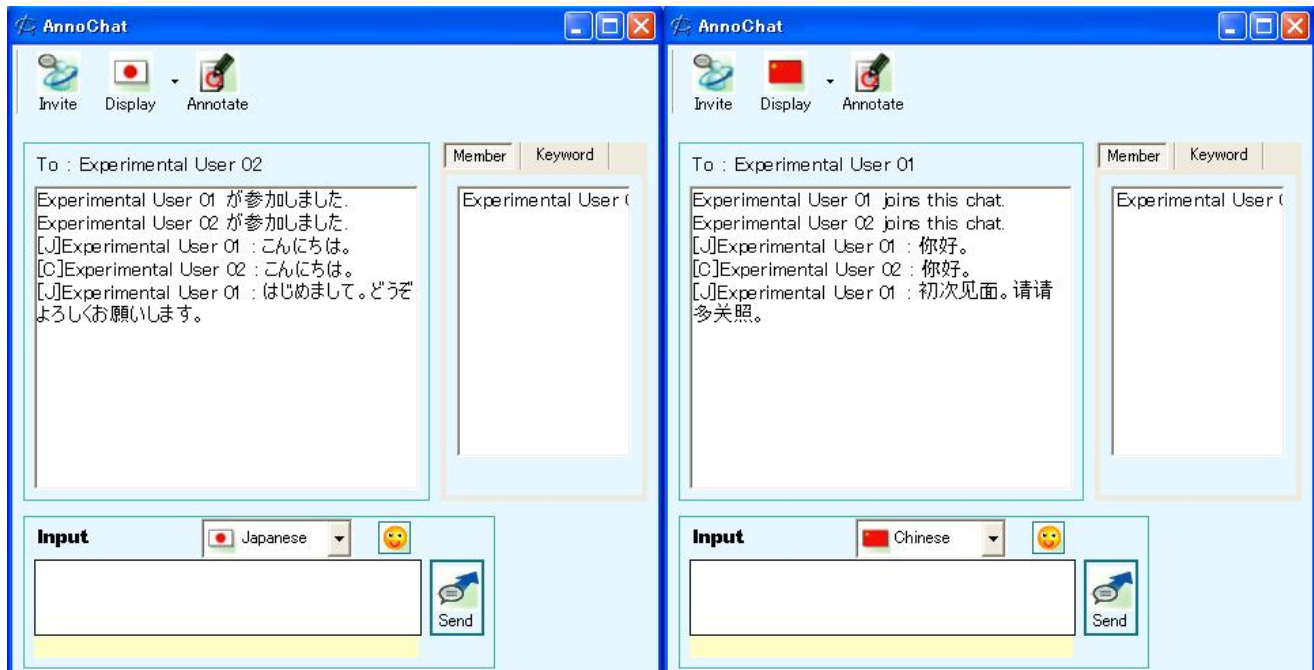 AnnoChat
Invite Display Annotate
To : Experimental User 02
Experimental User 01 が参加しました.
Experimental User 02 が参加しました.
[J]Experimental User 01 : こんにちは。
[C]Experimental User 02 : こんにちは。
[J]Experimental User 01 : はじめまして。どうぞ
よろしくお願いします。
Member Keyword
Experimental User
Input
Japanese
Send
AnnoChat
Invite Display Annotate
To : Experimental User 01
Experimental User 01 joins this chat.
Experimental User 02 joins this chat.
[J]Experimental User 01 : 你好。
[C]Experimental User 02 : 你好。
[J]Experimental User 01 : 初次见面。请请
多关照。
Member Keyword
Experimental User
Input
Chinese
Send